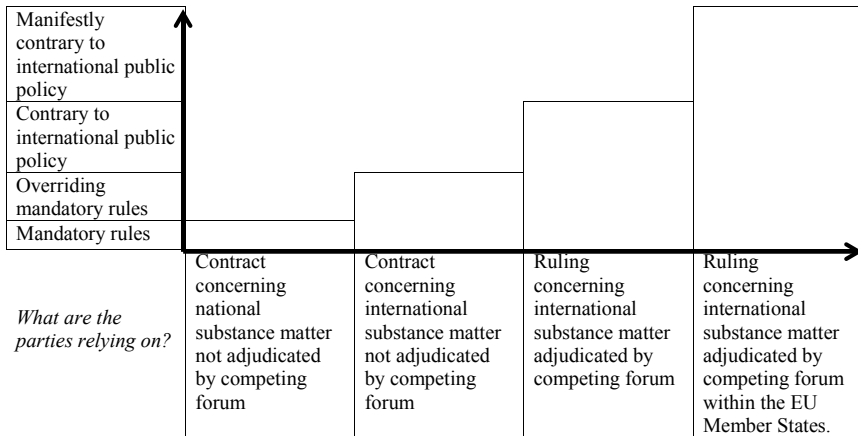 Manifestly
contrary to
international public
policy
Contrary to
international public
policy
Overriding
mandatory rules
Mandatory rules
What are the
parties relying on?
Contract
concerning
national
substance matter
not adjudicated
by competing
forum
Contract
concerning
international
substance matter
not adjudicated
by competing
forum
Ruling
concerning
international
substance matter
adjudicated by
competing forum
Ruling
concerning
international
substance matter
adjudicated by
competing forum
within the EU
Member States.